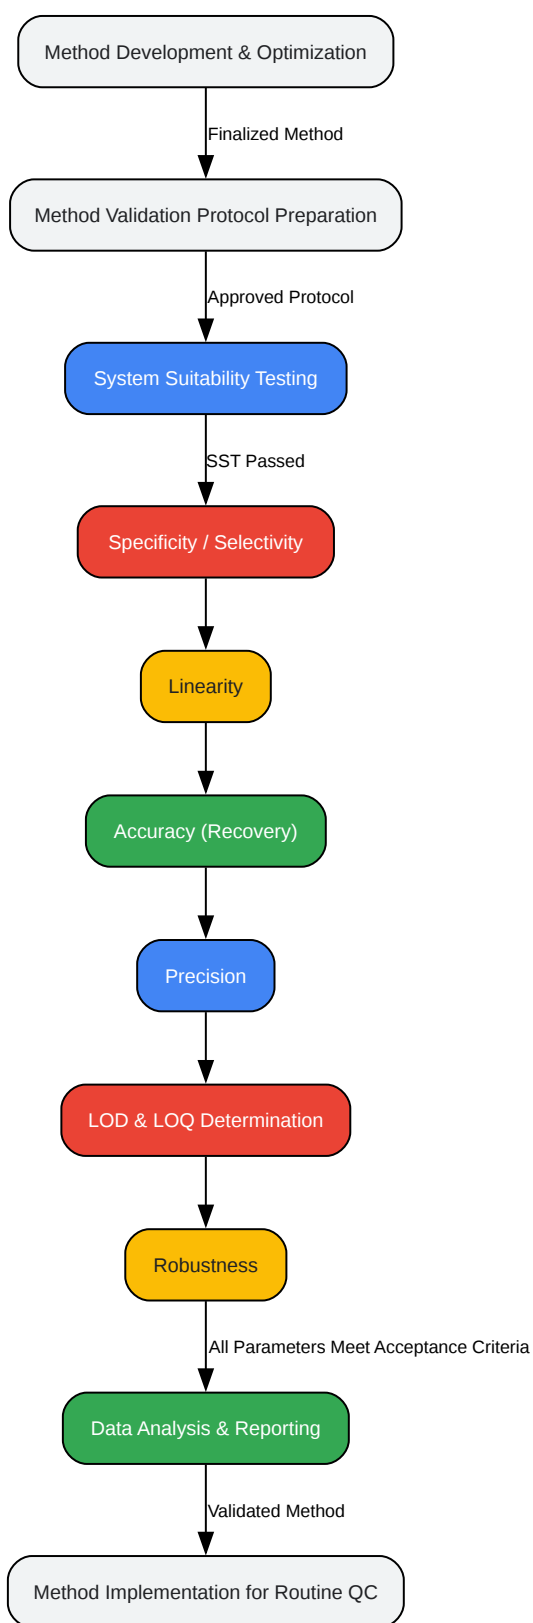 Method Development & Optimization
Finalized Method
Method Validation Protocol Preparation
Approved Protocol
System Suitability Testing
SST Passed
Specificity / Selectivity
Linearity
Accuracy (Recovery)
Precision
LOD & LOQ Determination
Robustness
All Parameters Meet Acceptance Criteria
Data Analysis & Reporting
Validated Method
Method Implementation for Routine QC